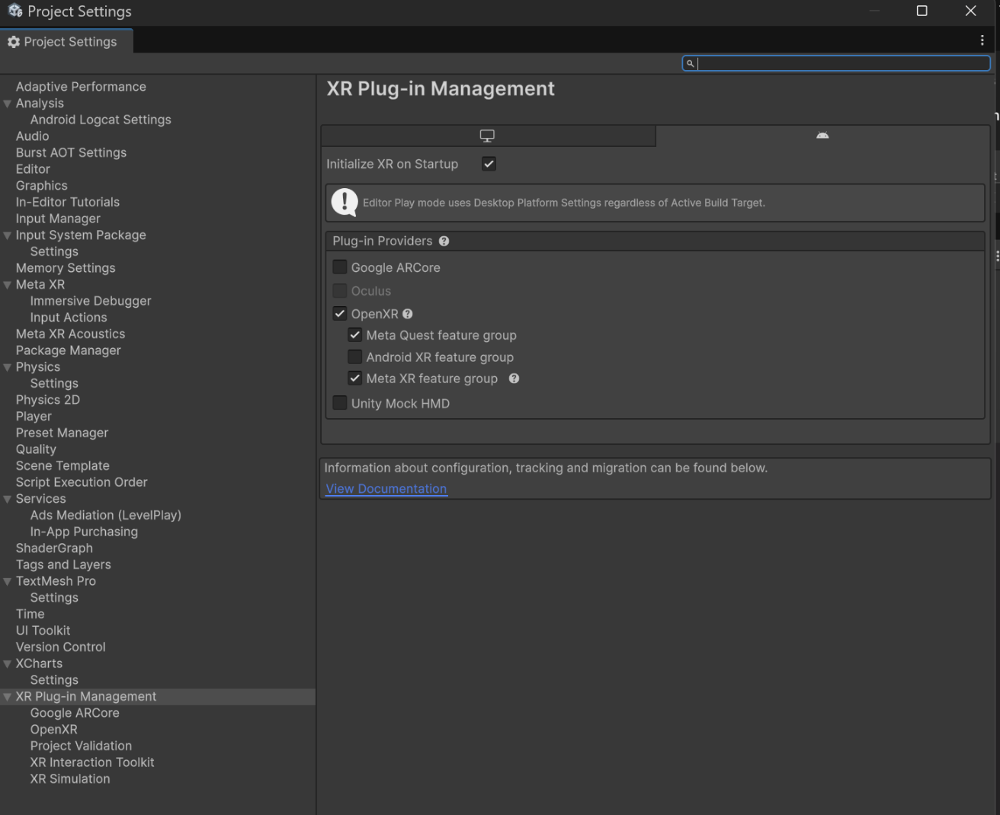 Project Settings
Project Settings
Adaptive Performance
Analysis
Android Logcat Settings
Audio
Burst AOT Settings
Editor
Graphics
In-Editor Tutorials
Input Manager
Input System Package
Settings
Memory Settings
Meta XR
Immersive Debugger
Input Actions
Meta XR Acoustics
Package Manager
Physics
Settings
Physics 2D
Player
Preset Manager
Quality
Scene Template
Script Execution Order
Services
Ads Mediation (LevelPlay)
In-App Purchasing
ShaderGraph
Tags and Layers
TextMesh Pro
Settings
Time
UI Toolkit
Version Control
XCharts
Settings
XR Plug-in Management
Google ARCore
OpenXR
Project Validation
XR Interaction Toolkit
XR Simulation
XR Plug-in Management
Initialize XR on Startup
Editor Play mode uses Desktop Platform Settings regardless of Active Build Target.
Plug-in Providers
Google ARCore
Oculus
OpenXR
Meta Quest feature group
Android XR feature group
Meta XR feature group
Unity Mock HMD
Information about configuration, tracking and migration can be found below.
View Documentation